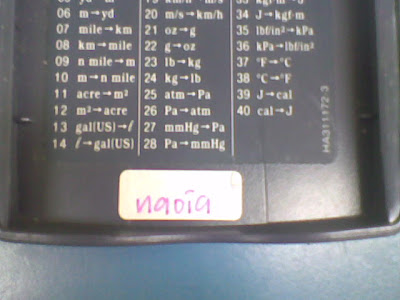 06 m→yd 20 m/s→km/h 34 J→kgf·m
07 mile→km 21 oz→g 35 lbf/in²→kPa
08 km→mile 22 g→oz 36 kPa→lbf/in²
09 n mile→m 23 lb→kg 37 °F→°C
10 m→n mile 24 kg→lb 38 °C→°F
11 acre→m² 25 atm→Pa 39 J→cal
12 m²→acre 26 Pa→atm 40 cal→J
13 gal(US)→ℓ 27 mmHg→Pa
14 ℓ→gal(US) 28 Pa→mmHg
HA311172-3